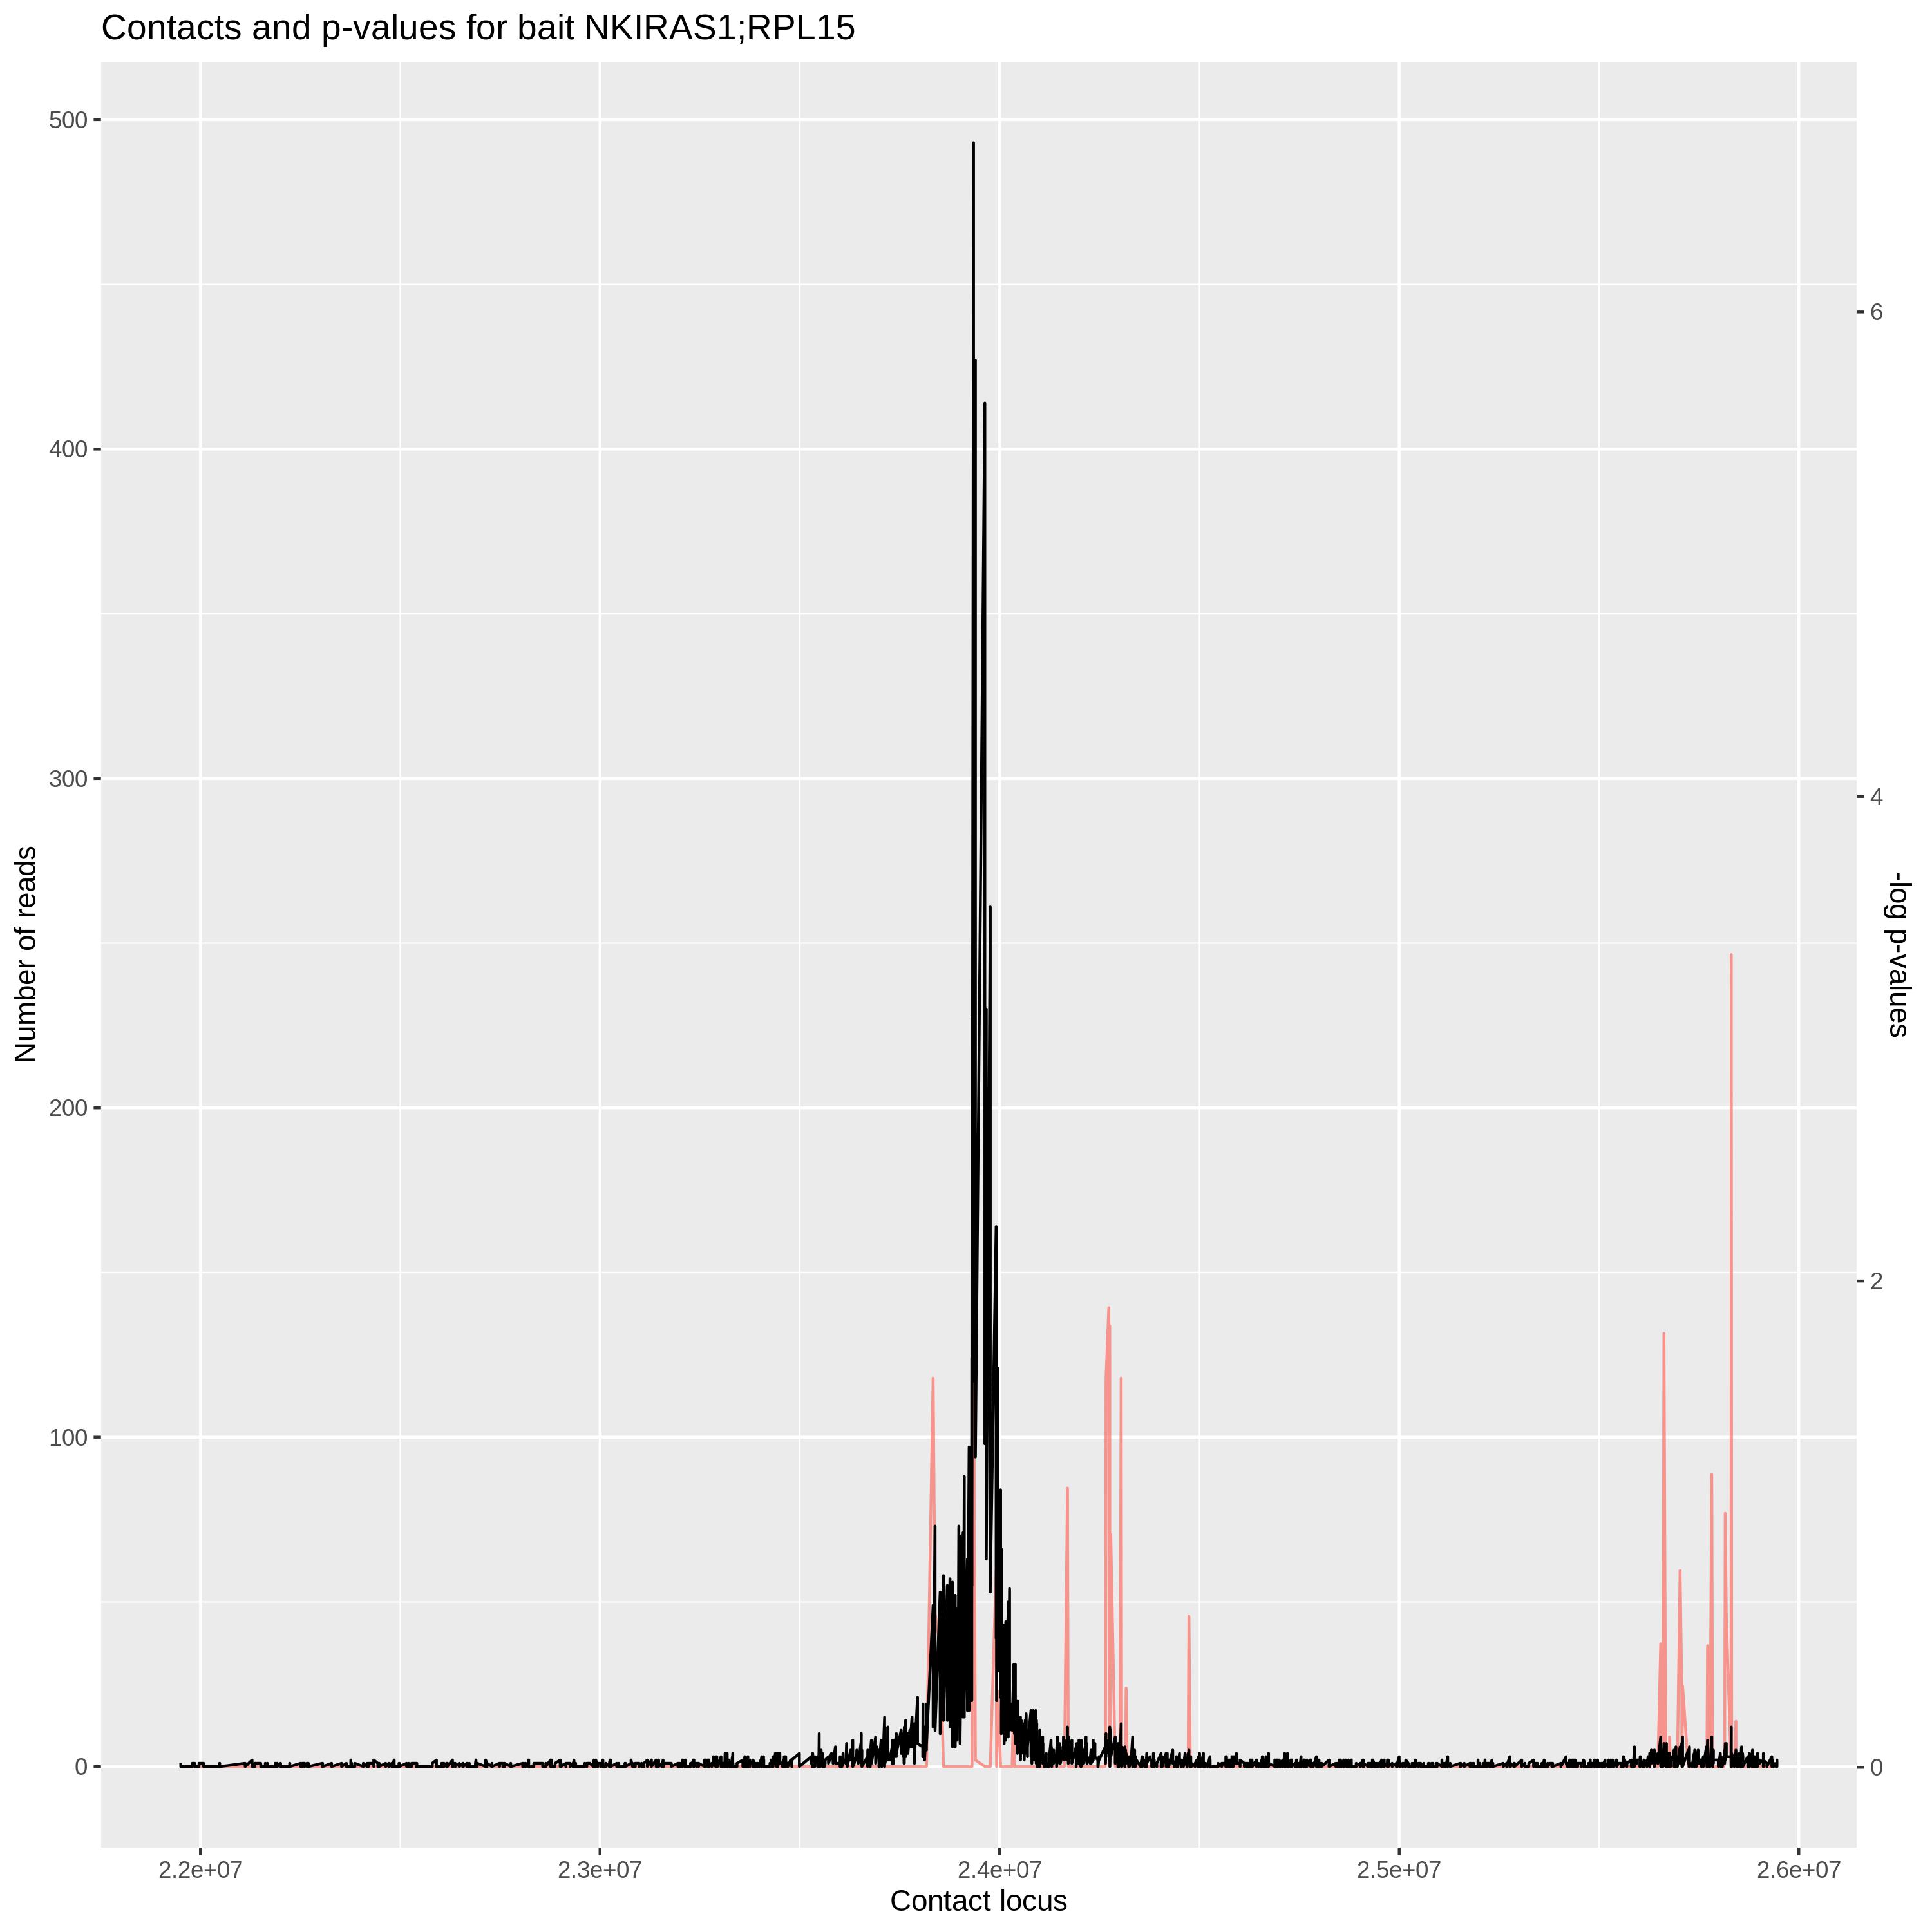 Contacts and p-values for bait NKIRAS1;RPL15
500
400
300
200
100
0
Number of reads
6
4
2
0
-log p-values
2.2e+07
2.3e+07
2.4e+07
2.5e+07
2.6e+07
Contact locus